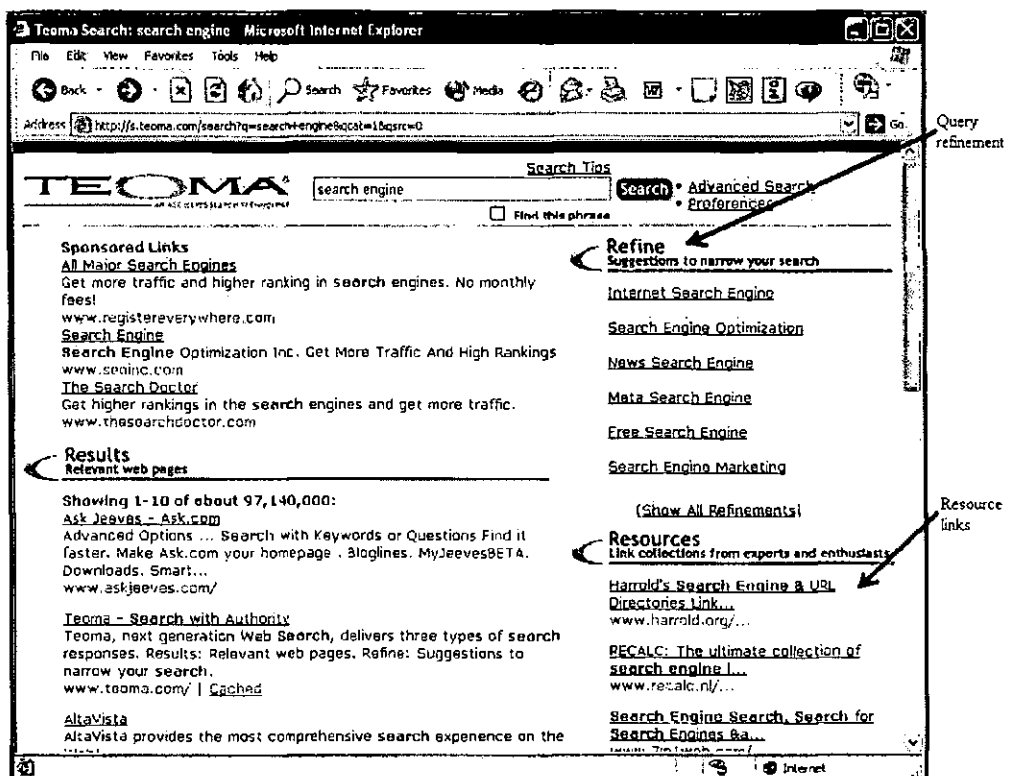 Teoma Search: search engine Microsoft Internet Explorer
File Edit View Favorites Tools Help
Back Search Favorites Media
Address http://s.teoma.com/search?q=search+engine&qcat=1&qsrc=0 Go
Query
refinement
Search Tips
TEOMA search engine Search • Advanced Search
• Preferences
Find this phrase
Sponsored Links
All Major Search Engines
Get more traffic and higher ranking in search engines. No monthly
fees!
www.registereverywhere.com
Search Engine
Search Engine Optimization Inc. Get More Traffic And High Rankings
www.seoinc.com
The Search Doctor
Get higher rankings in the search engines and get more traffic.
www.thesearchdoctor.com
Results
Relevant web pages
Showing 1-10 of about 97,140,000:
Ask Jeeves - Ask.com
Advanced Options ... Search with Keywords or Questions Find it
faster. Make Ask.com your homepage . Bloglines. MyJeevesBETA.
Downloads. Smart...
www.askjeeves.com/
Teoma - Search with Authority
Teoma, next generation Web Search, delivers three types of search
responses. Results: Relevant web pages. Refine: Suggestions to
narrow your search.
www.teoma.com/ | Cached
AltaVista
AltaVista provides the most comprehensive search experience on the
Refine
Suggestions to narrow your search
Internet Search Engine
Search Engine Optimization
News Search Engine
Meta Search Engine
Free Search Engine
Search Engine Marketing
(Show All Refinements)
Resources
Link collections from experts and enthusiasts
Resource
links
Harrold's Search Engine & URL
Directories Link...
www.harrold.org/...
RECALC: The ultimate collection of
search engine l...
www.recalc.nl/...
Search Engine Search, Search for
Search Engines &a...
Internet